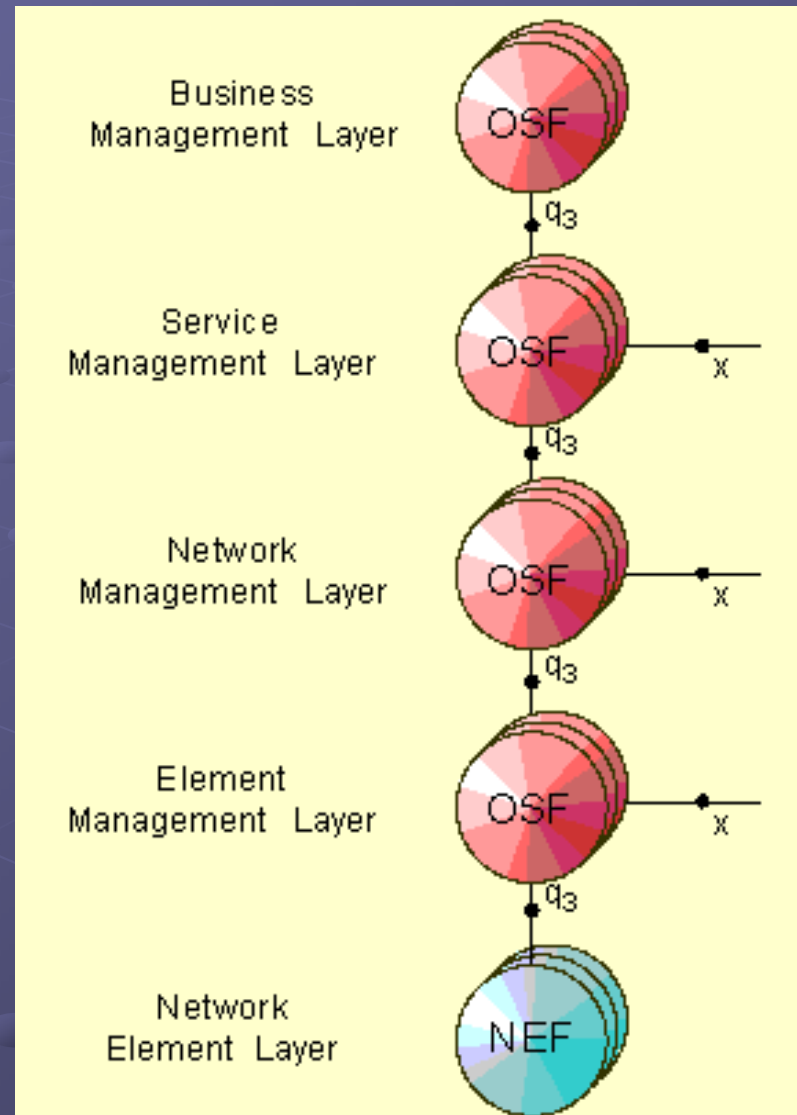 Business
Management Layer
OSF
q3
Service
Management Layer
OSF
x
q3
Network
Management Layer
OSF
x
q3
Element
Management Layer
OSF
x
q3
Network
Element Layer
NEF